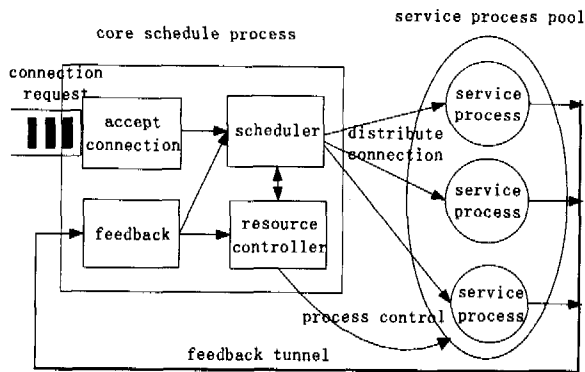 service process pool
core schedule process
connection
request
accept
connection
scheduler
distribute
connection
service
process
service
process
feedback
resource
controller
service
process
process control
feedback tunnel